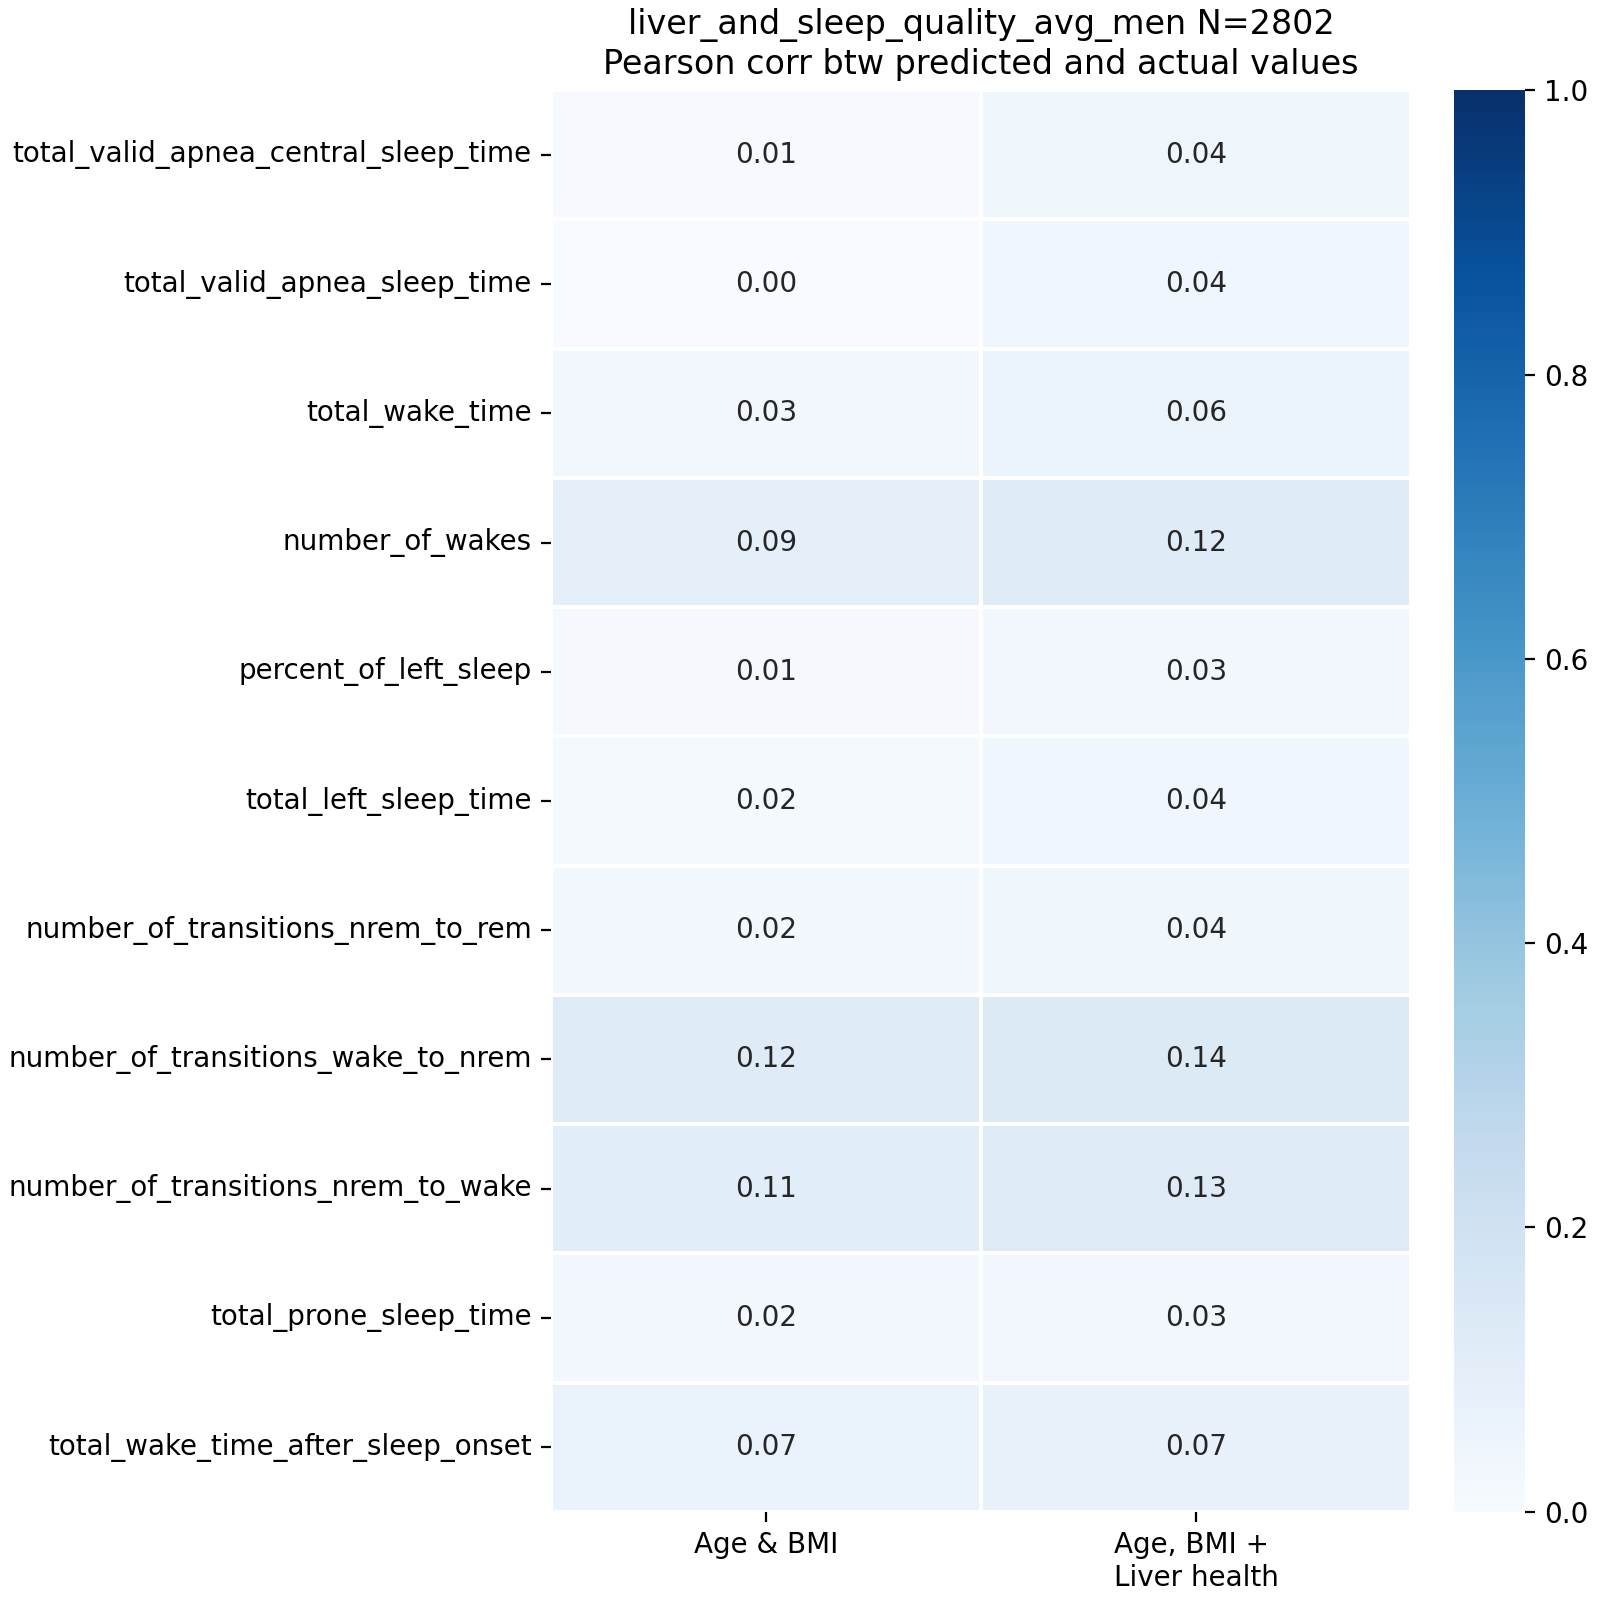 liver_and_sleep_quality_avg_men N=2802
Pearson corr btw predicted and actual values
total_valid_apnea_central_sleep_time 0.01 0.04
total_valid_apnea_sleep_time 0.00 0.04
total_wake_time 0.03 0.06
number_of_wakes 0.09 0.12
percent_of_left_sleep 0.01 0.03
total_left_sleep_time 0.02 0.04
number_of_transitions_nrem_to_rem 0.02 0.04
number_of_transitions_wake_to_nrem 0.12 0.14
number_of_transitions_nrem_to_wake 0.11 0.13
total_prone_sleep_time 0.02 0.03
total_wake_time_after_sleep_onset 0.07 0.07
Age & BMI
Age, BMI +
Liver health
1.0
0.8
0.6
0.4
0.2
0.0